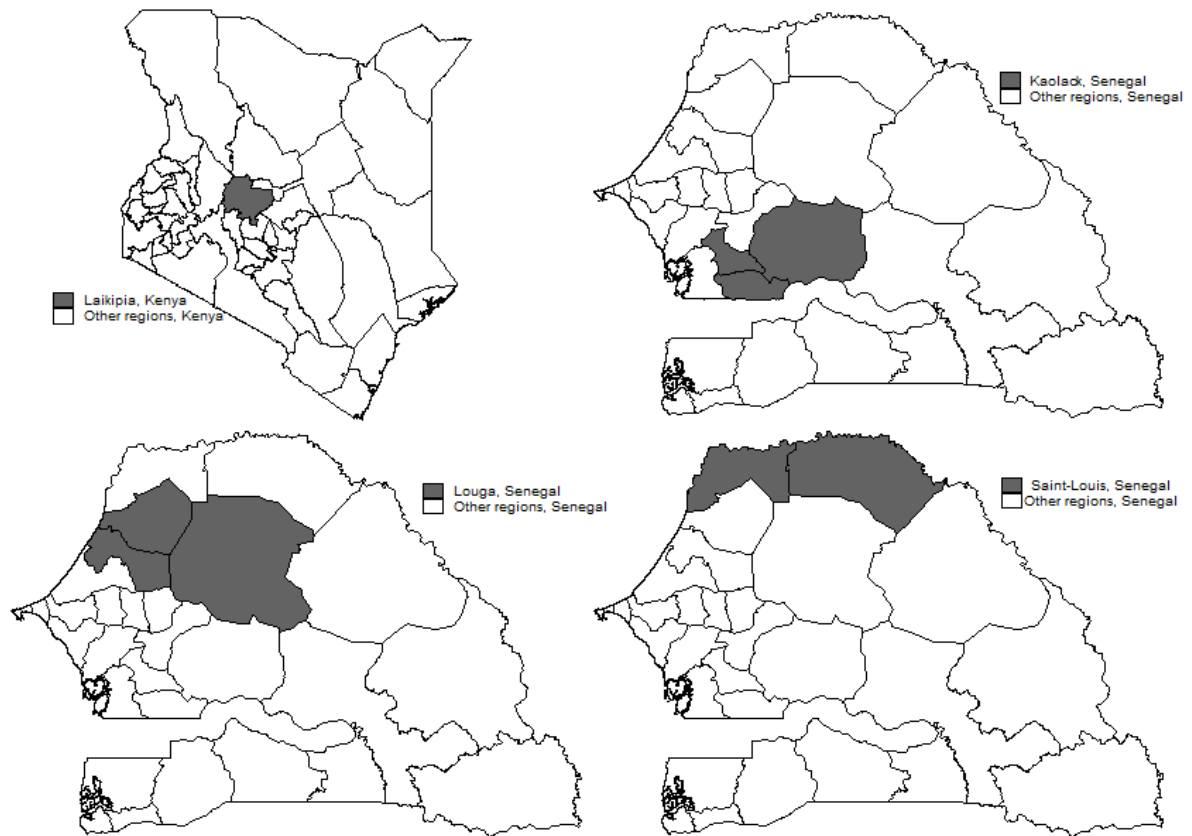 Laikipia, Kenya
Other regions, Kenya
Kaolack, Senegal
Other regions, Senegal
Louga, Senegal
Other regions, Senegal
Saint-Louis, Senegal
Other regions, Senegal